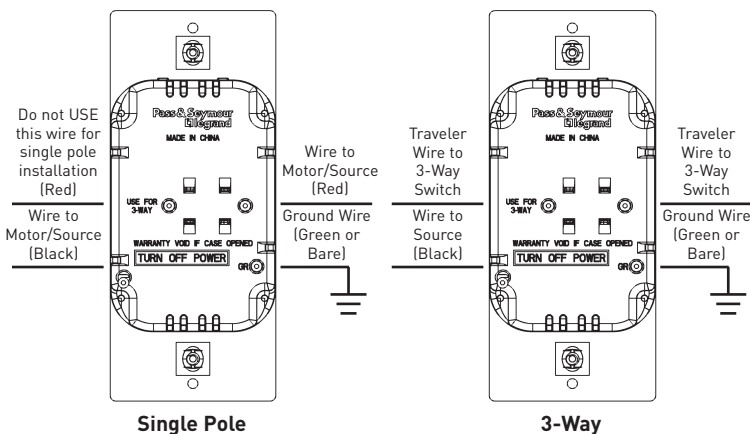 Do not USE
this wire for
single pole
installation
(Red)
Wire to
Motor/Source
(Black)
Pass & Seymour
legrand
MADE IN CHINA
USE FOR
3-WAY
WARRANTY VOID IF CASE OPENED
TURN OFF POWER
GR
Wire to
Motor/Source
(Red)
Ground Wire
(Green or
Bare)
Single Pole
Traveler
Wire to
3-Way
Switch
Wire to
Source
(Black)
Pass & Seymour
legrand
MADE IN CHINA
USE FOR
3-WAY
WARRANTY VOID IF CASE OPENED
TURN OFF POWER
GR
Traveler
Wire to
3-Way
Switch
Ground Wire
(Green or
Bare)
3-Way